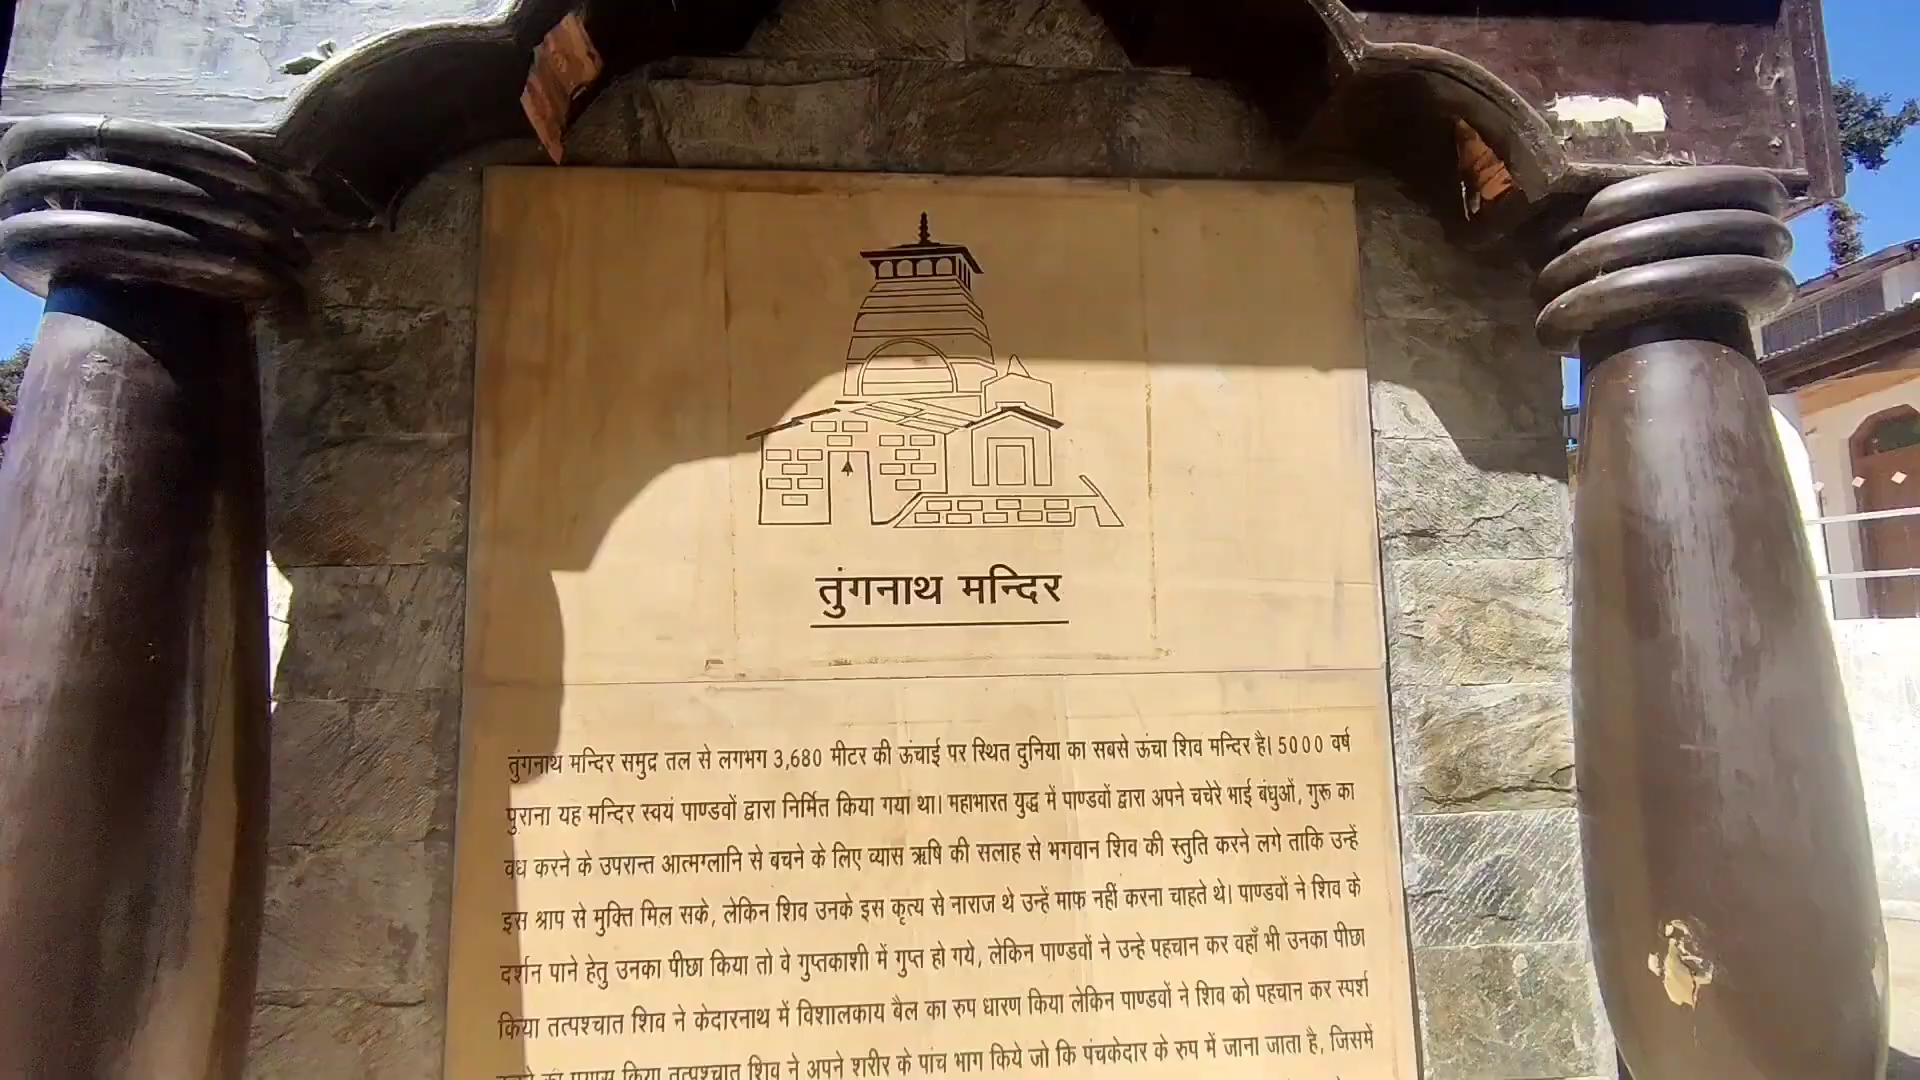 तुंगनाथ मन्दिर
तुंगनाथ मन्दिर समुद्र तल से लगभग 3,680 मीटर की ऊंचाई पर स्थित दुनिया का सबसे ऊंचा शिव मन्दिर है। 5000 वर्ष
पुराना यह मन्दिर स्वयं पाण्डवों द्वारा निर्मित किया गया था। महाभारत युद्ध में पाण्डवों द्वारा अपने चचेरे भाई बंधुओं, गुरू का
वध करने के उपरान्त आत्मग्लानि से बचने के लिए व्यास ऋषि की सलाह से भगवान शिव की स्तुति करने लगे ताकि उन्हें
इस श्राप से मुक्ति मिल सके, लेकिन शिव उनके इस कृत्य से नाराज थे उन्हें माफ नहीं करना चाहते थे। पाण्डवों ने शिव के
दर्शन पाने हेतु उनका पीछा किया तो वे गुप्तकाशी में गुप्त हो गये, लेकिन पाण्डवों ने उन्हे पहचान कर वहाँ भी उनका पीछा
किया तत्पश्चात शिव ने केदारनाथ में विशालकाय बैल का रुप धारण किया लेकिन पाण्डवों ने शिव को पहचान कर स्पर्श
का प्रयास किया तत्पश्चात शिव ने अपने शरीर के पांच भाग किये जो कि पंचकेदार के रुप में जाना जाता है, जिसमें